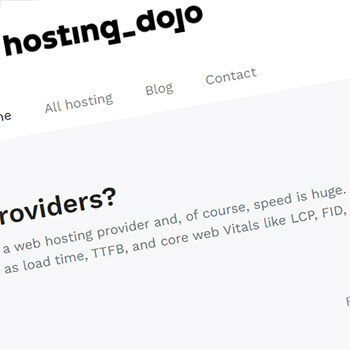 hosting_dojo
All hosting Blog Contact
roviders?
a web hosting provider and, of course, speed is huge.
as load time, TTFB, and core web Vitals like LCP, FID,